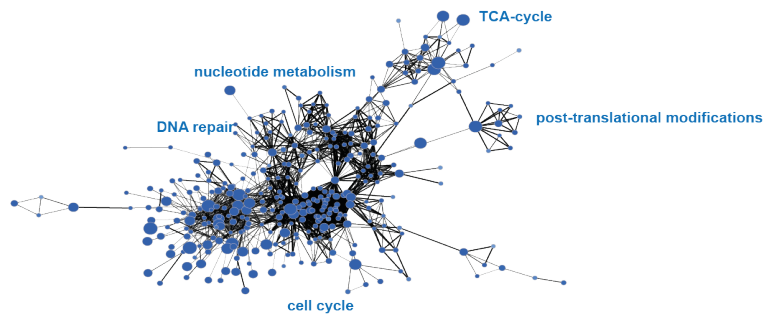 TCA-cycle
nucleotide metabolism
post-translational modifications
DNA repair
cell cycle